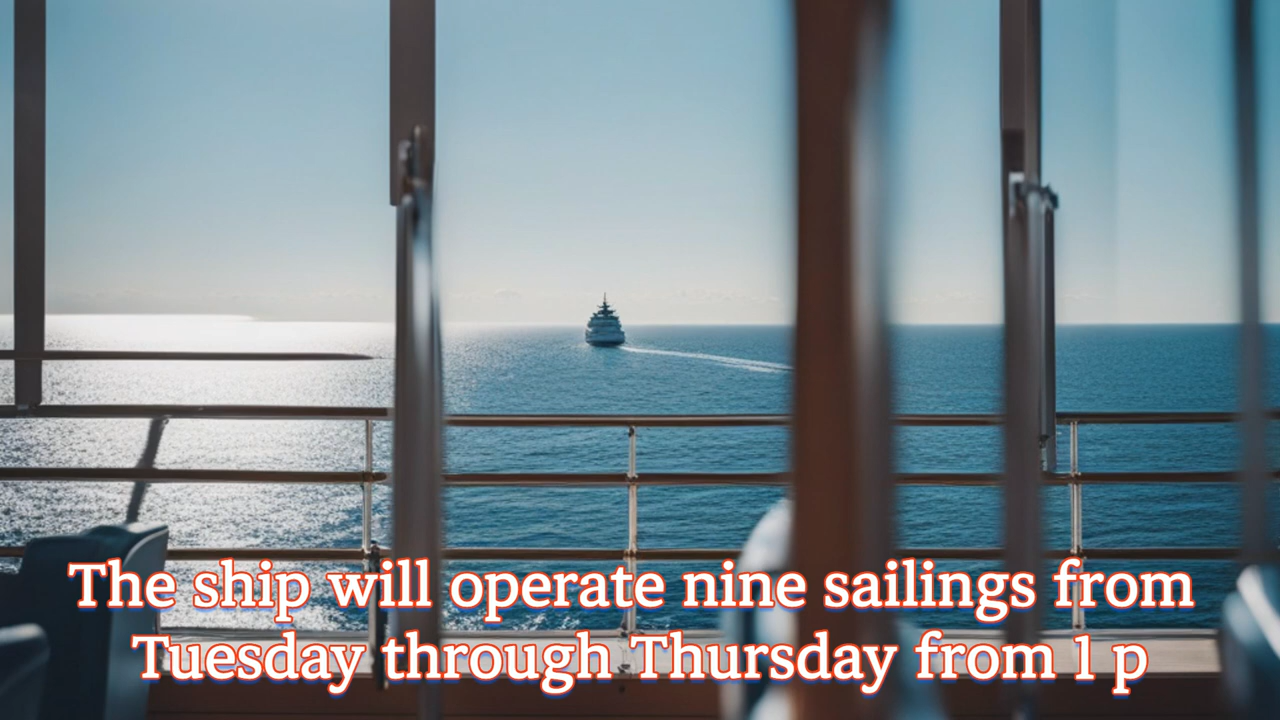 The ship will operate nine sailings from
Tuesday through Thursday from 1 p